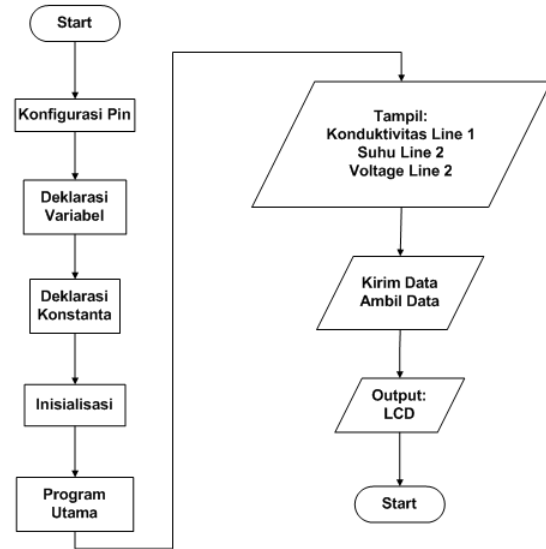 Start
Konfigurasi Pin
Deklarasi
Variabel
Deklarasi
Konstanta
Inisialisasi
Program
Utama
Tampil:
Konduktivitas Line 1
Suhu Line 2
Voltage Line 2
Kirim Data
Ambil Data
Output:
LCD
Start